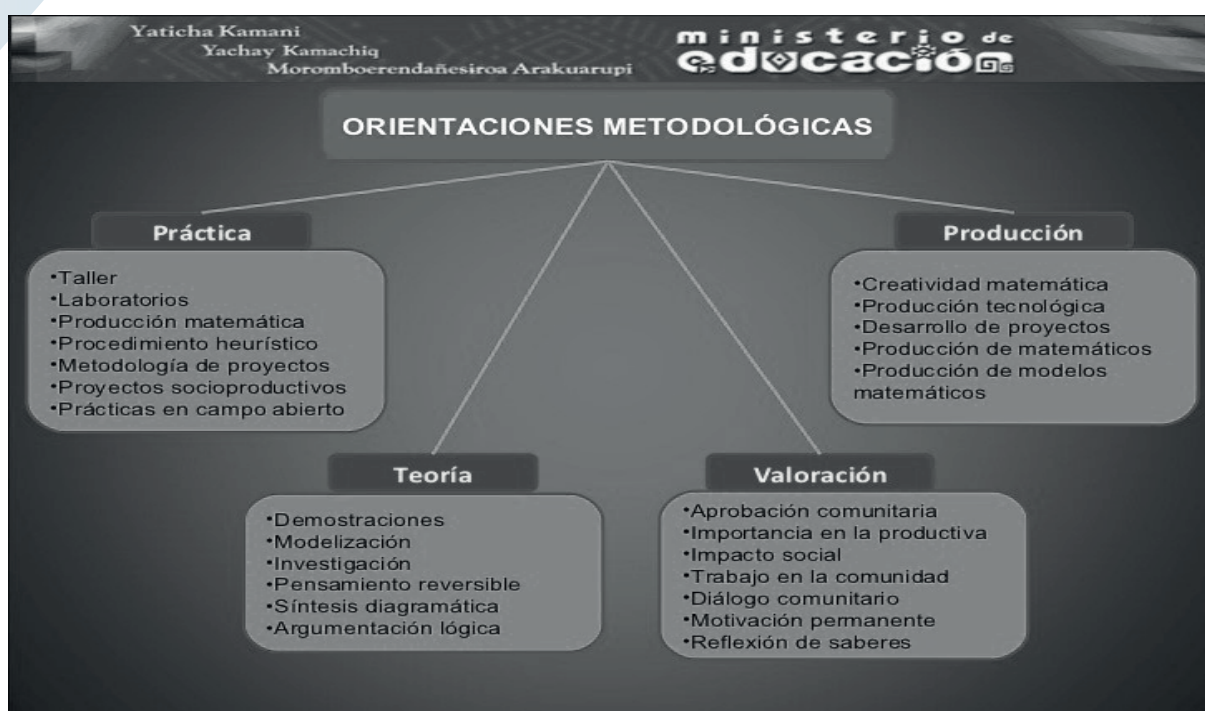 Yaticha Kamani
Yachay Kamachiq
Moromboerendañesiroa Arakuarupi
ministerio de
educación
ORIENTACIONES METODOLÓGICAS
Práctica
•Taller
•Laboratorios
•Producción matemática
•Procedimiento heurístico
•Metodología de proyectos
•Proyectos socioproductivos
•Prácticas en campo abierto
Producción
•Creatividad matemática
•Producción tecnológica
•Desarrollo de proyectos
•Producción de matemáticos
•Producción de modelos
matemáticos
Teoría
•Demostraciones
•Modelización
•Investigación
•Pensamiento reversible
•Síntesis diagramática
•Argumentación lógica
Valoración
•Aprobación comunitaria
•Importancia en la productiva
•Impacto social
•Trabajo en la comunidad
•Diálogo comunitario
•Motivación permanente
•Reflexión de saberes